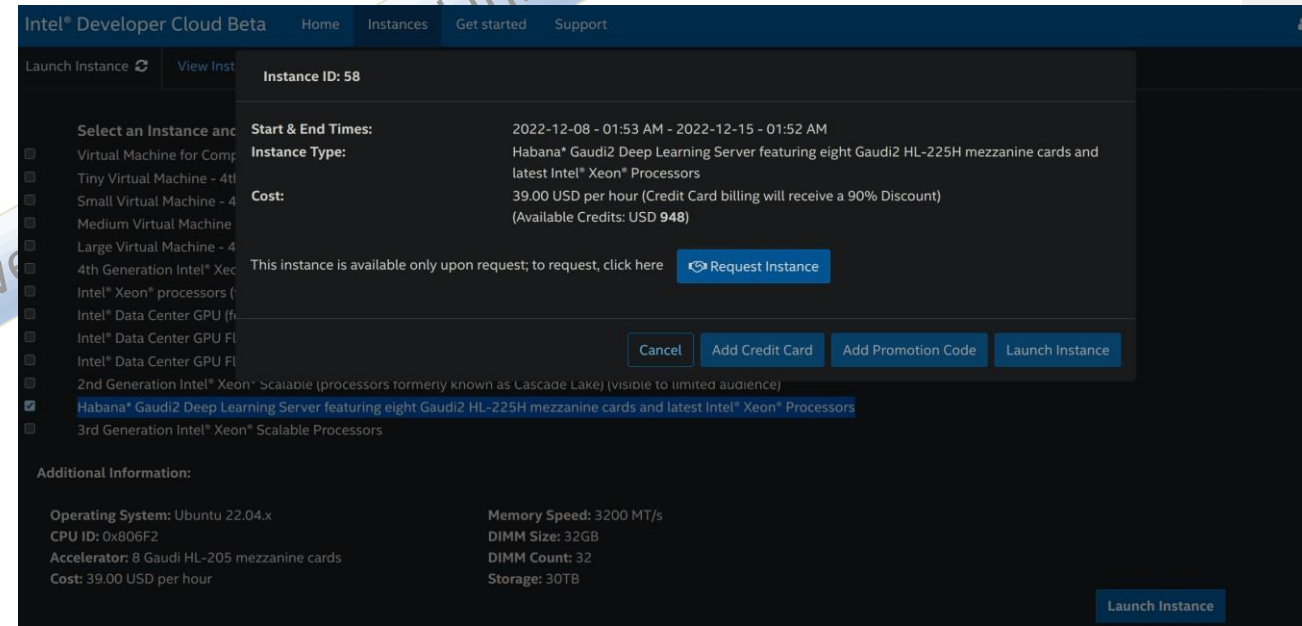 Intel® Developer Cloud Beta Home Instances Get started Support
Launch Instance View Inst
Instance ID: 58
Select an Instance and
Start & End Times: 2022-12-08 - 01:53 AM - 2022-12-15 - 01:52 AM
Virtual Machine for Comp
Instance Type: Habana* Gaudi2 Deep Learning Server featuring eight Gaudi2 HL-225H mezzanine cards and
latest Intel® Xeon® Processors
Tiny Virtual Machine - 4th
Small Virtual Machine - 4
Cost: 39.00 USD per hour (Credit Card billing will receive a 90% Discount)
(Available Credits: USD 948)
Medium Virtual Machine
Large Virtual Machine - 4
4th Generation Intel® Xeo
This instance is available only upon request; to request, click here Request Instance
Intel® Xeon® processors (
Intel® Data Center GPU (fo
Intel® Data Center GPU Fl
Intel® Data Center GPU Fl
Cancel Add Credit Card Add Promotion Code Launch Instance
2nd Generation Intel® Xeon® Scalable (processors formerly known as Cascade Lake) (visible to limited audience)
Habana* Gaudi2 Deep Learning Server featuring eight Gaudi2 HL-225H mezzanine cards and latest Intel® Xeon® Processors
3rd Generation Intel® Xeon® Scalable Processors
Additional Information:
Operating System: Ubuntu 22.04.x
CPU ID: 0x806F2
Accelerator: 8 Gaudi HL-205 mezzanine cards
Cost: 39.00 USD per hour
Memory Speed: 3200 MT/s
DIMM Size: 32GB
DIMM Count: 32
Storage: 30TB
Launch Instance